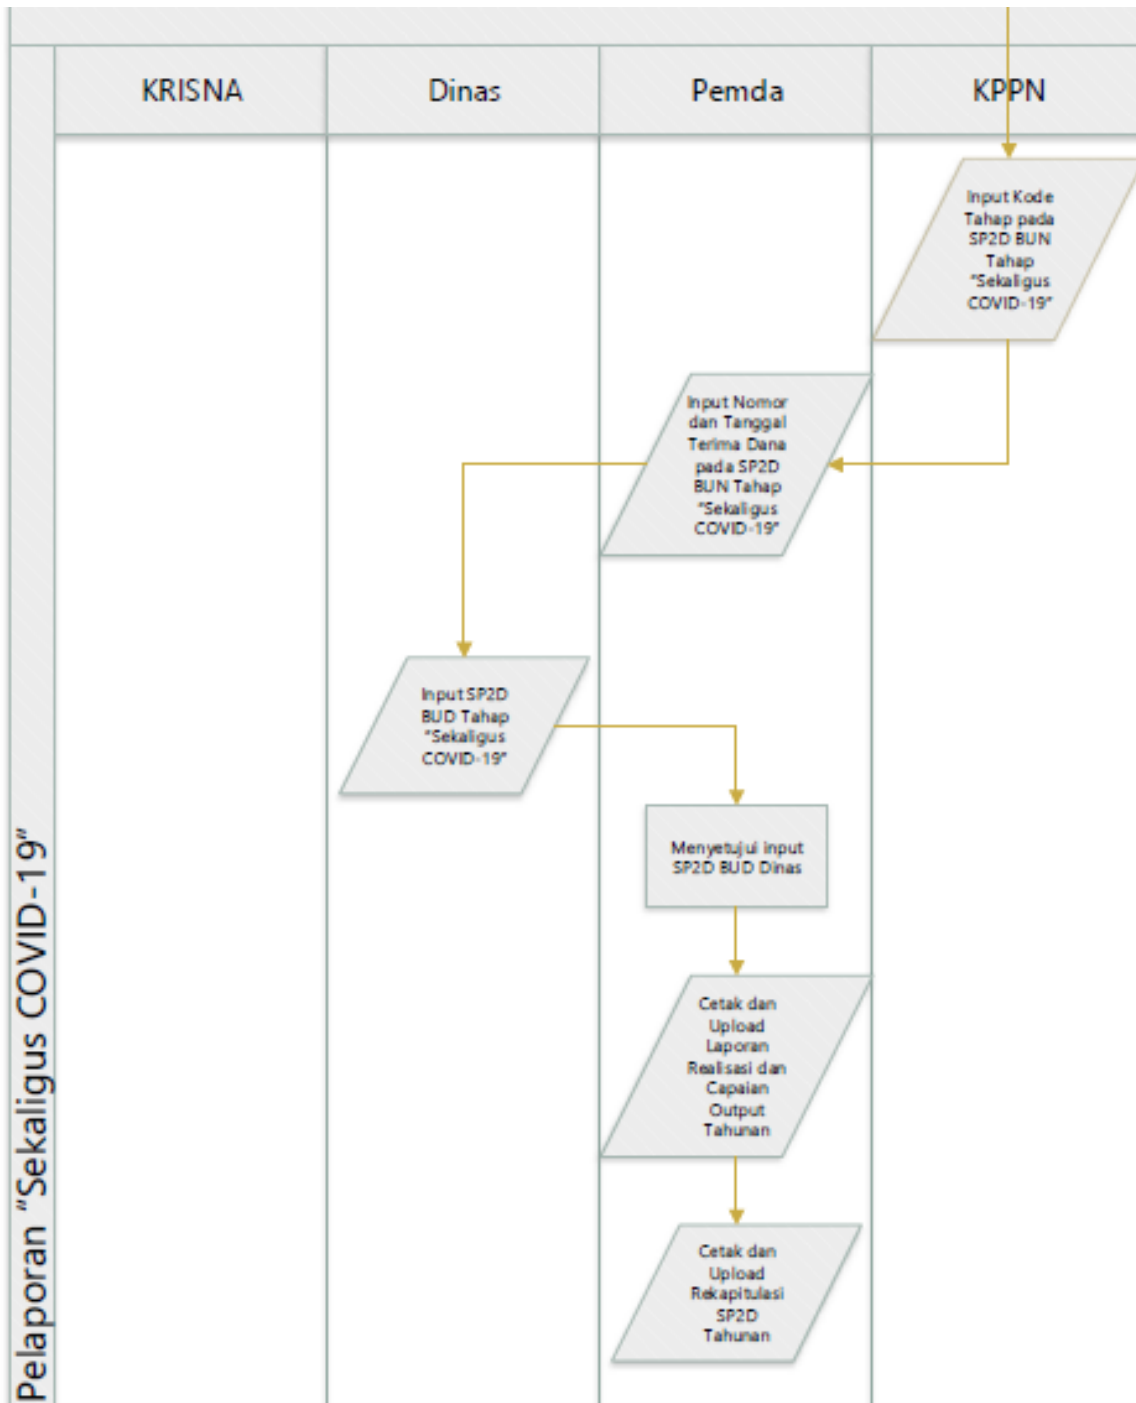 KRISNA
Dinas
Pemda
KPPN
Input Kode
Tahap pada
SP2D BUN
Tahap
"Sekaligus
COVID-19"
Input Nomor
dan Tanggal
Terima Dana
pada SP2D
BUN Tahap
"Sekaligus
COVID-19"
Input SP2D
BUD Tahap
"Sekaligus
COVID-19"
Menyetujui input
SP2D BUD Dinas
Cetak dan
Upload
Laporan
Realisasi dan
Capaian
Output
Tahunan
Cetak dan
Upload
Rekapitulasi
SP2D
Tahunan
Pelaporan "Sekaligus COVID-19"